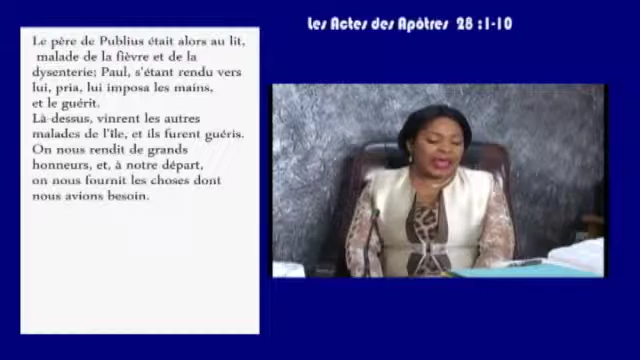 Les Actes des Apôtres 28 :1-10
Le père de Publius était alors au lit,
malade de la fièvre et de la
dysenterie; Paul, s'étant rendu vers
lui, pria, lui imposa les mains,
et le guérit.
Là-dessus, vinrent les autres
malades de l'île, et ils furent guéris.
On nous rendit de grands
honneurs, et, à notre départ,
on nous fournit les choses dont
nous avions besoin.